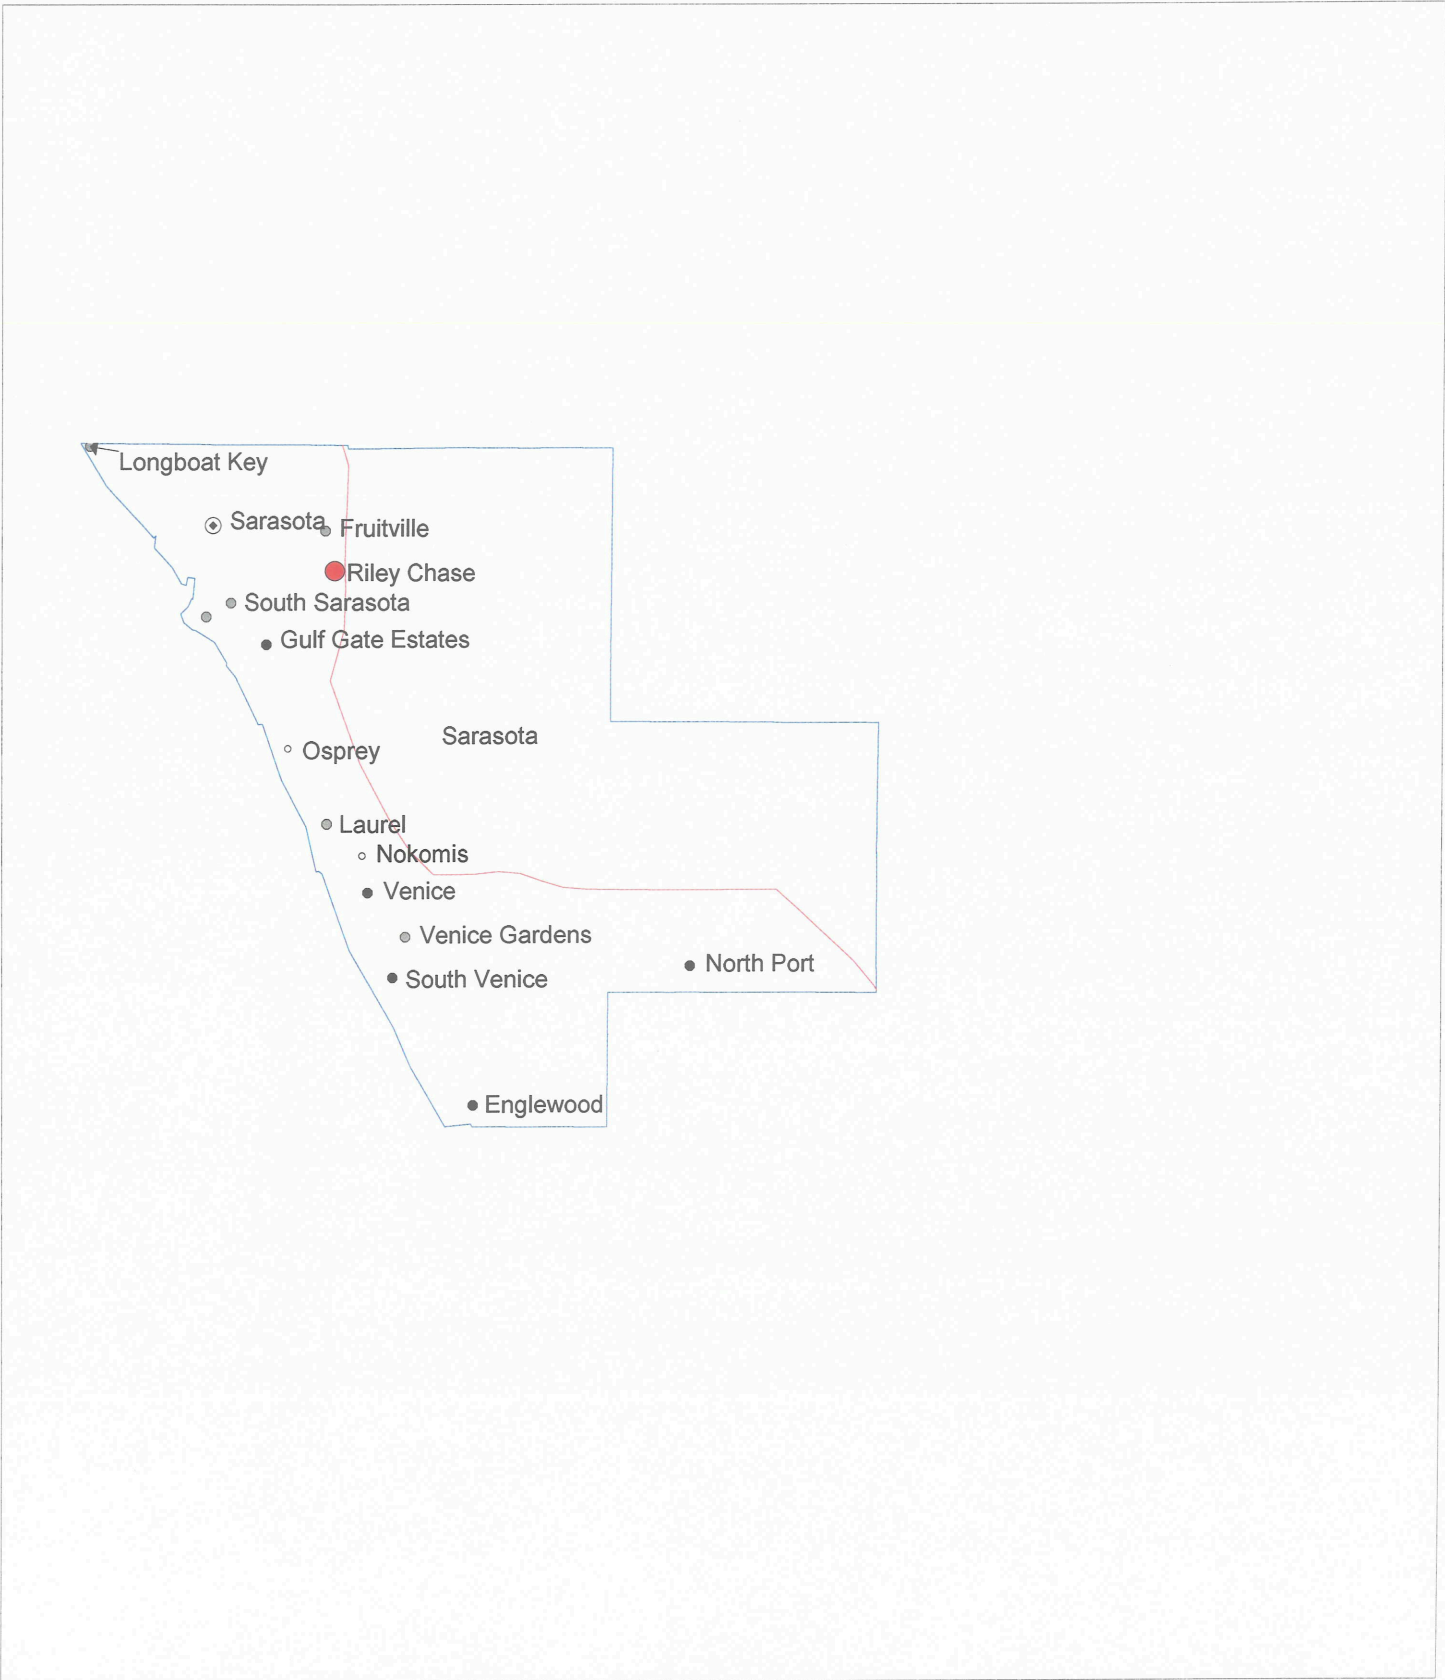 Longboat Key
Sarasota
Fruitville
Riley Chase
South Sarasota
Gulf Gate Estates
Sarasota
Osprey
Laurel
Nokomis
Venice
Venice Gardens
North Port
South Venice
Englewood